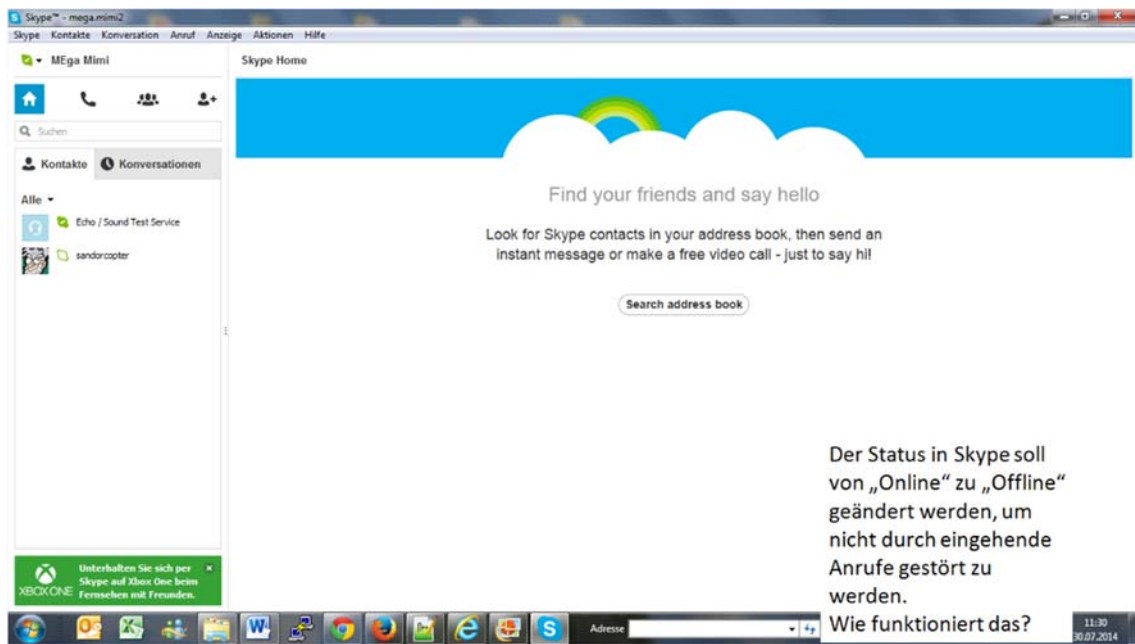 Skype™ - mega.mimi2
Skype Kontakte Konversation Anruf Anzeige Aktionen Hilfe
MEga Mimi
Skype Home
Suchen
Kontakte Konversationen
Alle
Echo / Sound Test Service
sandorcopter
Find your friends and say hello
Look for Skype contacts in your address book, then send an
instant message or make a free video call - just to say hi!
Search address book
Der Status in Skype soll
von „Online“ zu „Offline“
geändert werden, um
nicht durch eingehende
Anrufe gestört zu
werden.
Wie funktioniert das?
XBOX ONE
Unterhalten Sie sich per
Skype auf Xbox One beim
Fernsehen mit Freunden.
Adresse
11:30
30.07.2014